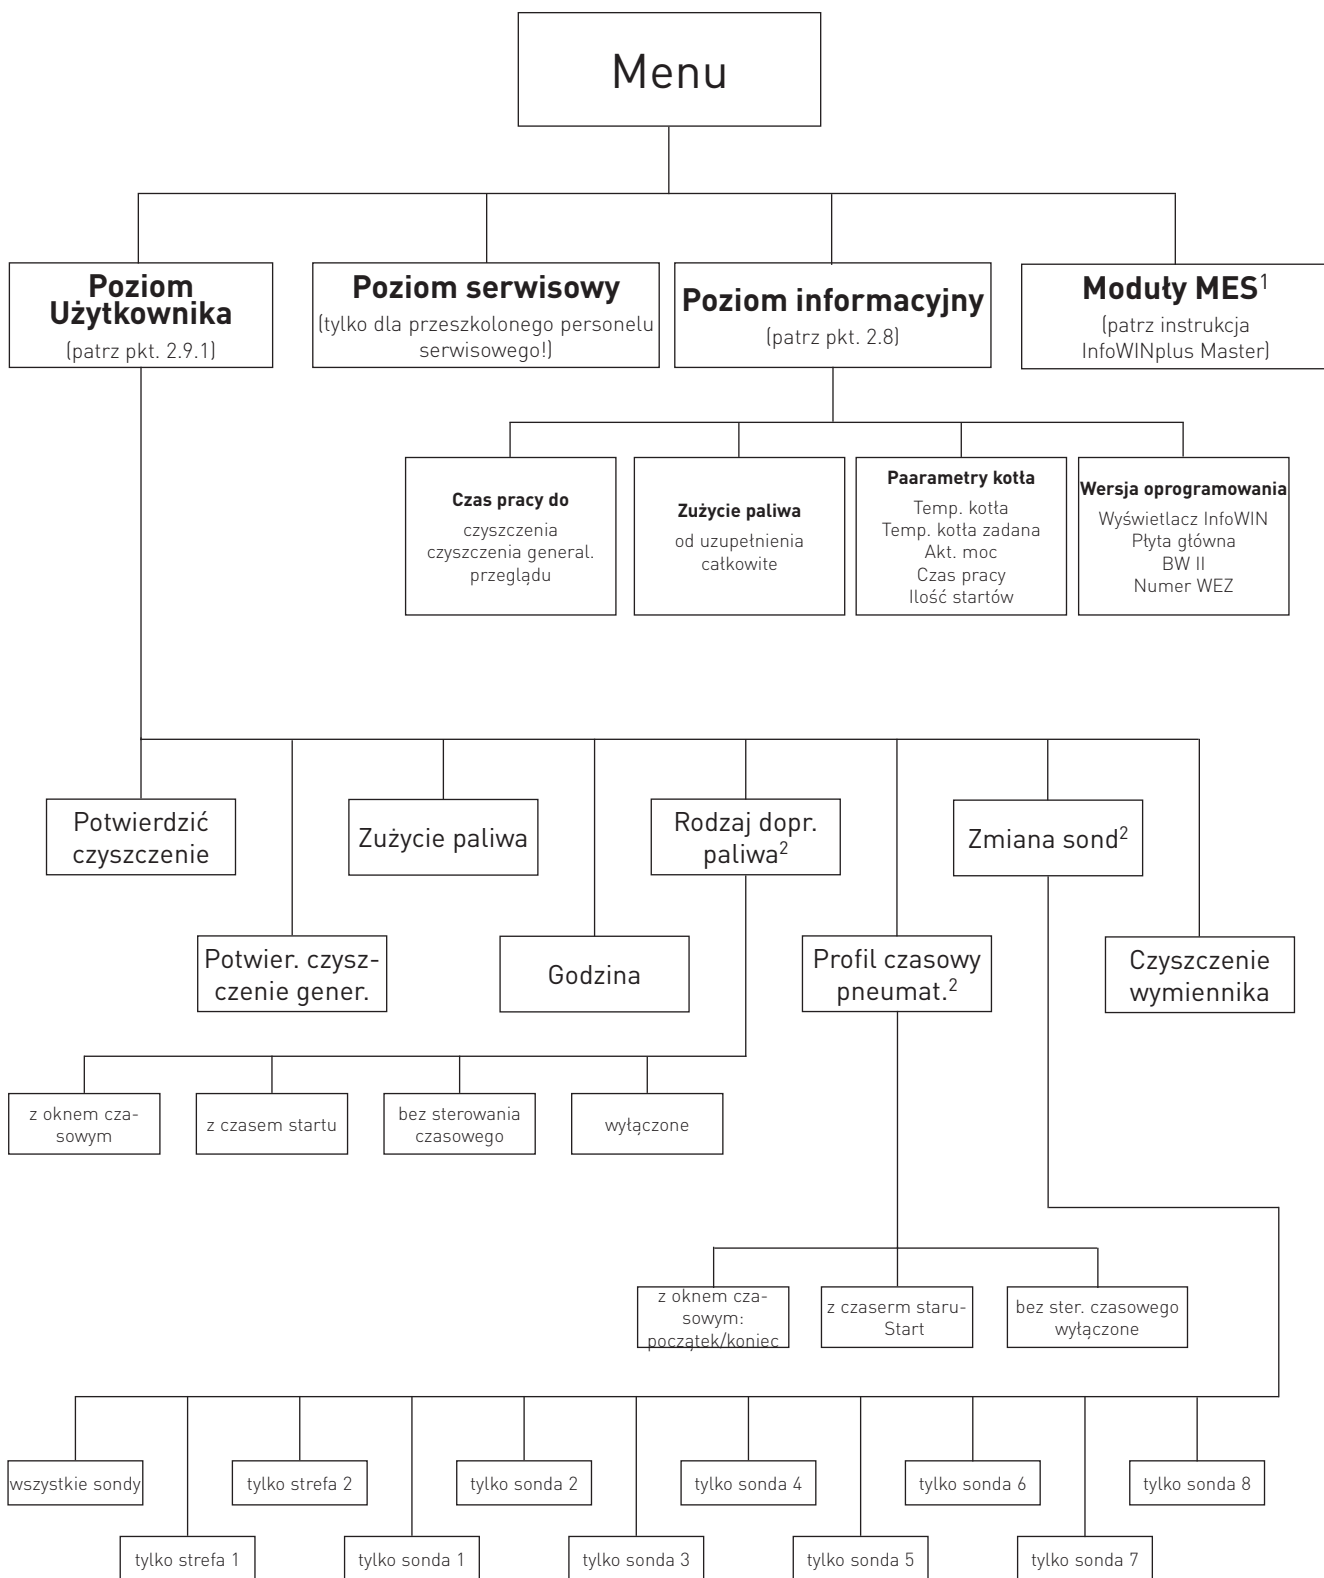 Menu
Poziom
Użytkownika
(patrz pkt. 2.9.1)
Poziom serwisowy
(tylko dla przeszkolonego personelu
serwisowego!)
Poziom informacyjny
(patrz pkt. 2.8)
Moduły MES¹
(patrz instrukcja
InfoWINplus Master)
Czas pracy do
czyszczenia
czyszczenia general.
przeglądu
Zużycie paliwa
od uzupełnienia
całkowite
Paarametry kotła
Temp. kotła
Temp. kotła zadana
Akt. moc
Czas pracy
Ilość startów
Wersja oprogramowania
Wyświetlacz InfoWIN
Płyta główna
BW II
Numer WEZ
Potwierdzić
czyszczenie
Zużycie paliwa
Rodzaj dopr.
paliwa²
Zmiana sond²
Potwier. czysz-
czenie gener.
Godzina
Profil czasowy
pneumat.²
Czyszczenie
wymiennika
z oknem cza-
sowym
z czasem startu
bez sterowania
czasowego
wyłączone
z oknem cza-
sowym:
początek/koniec
z czaserm staru-
Start
bez ster. czasowego
wyłączone
wszystkie sondy
tylko strefa 2
tylko sonda 2
tylko sonda 4
tylko sonda 6
tylko sonda 8
tylko strefa 1
tylko sonda 1
tylko sonda 3
tylko sonda 5
tylko sonda 7